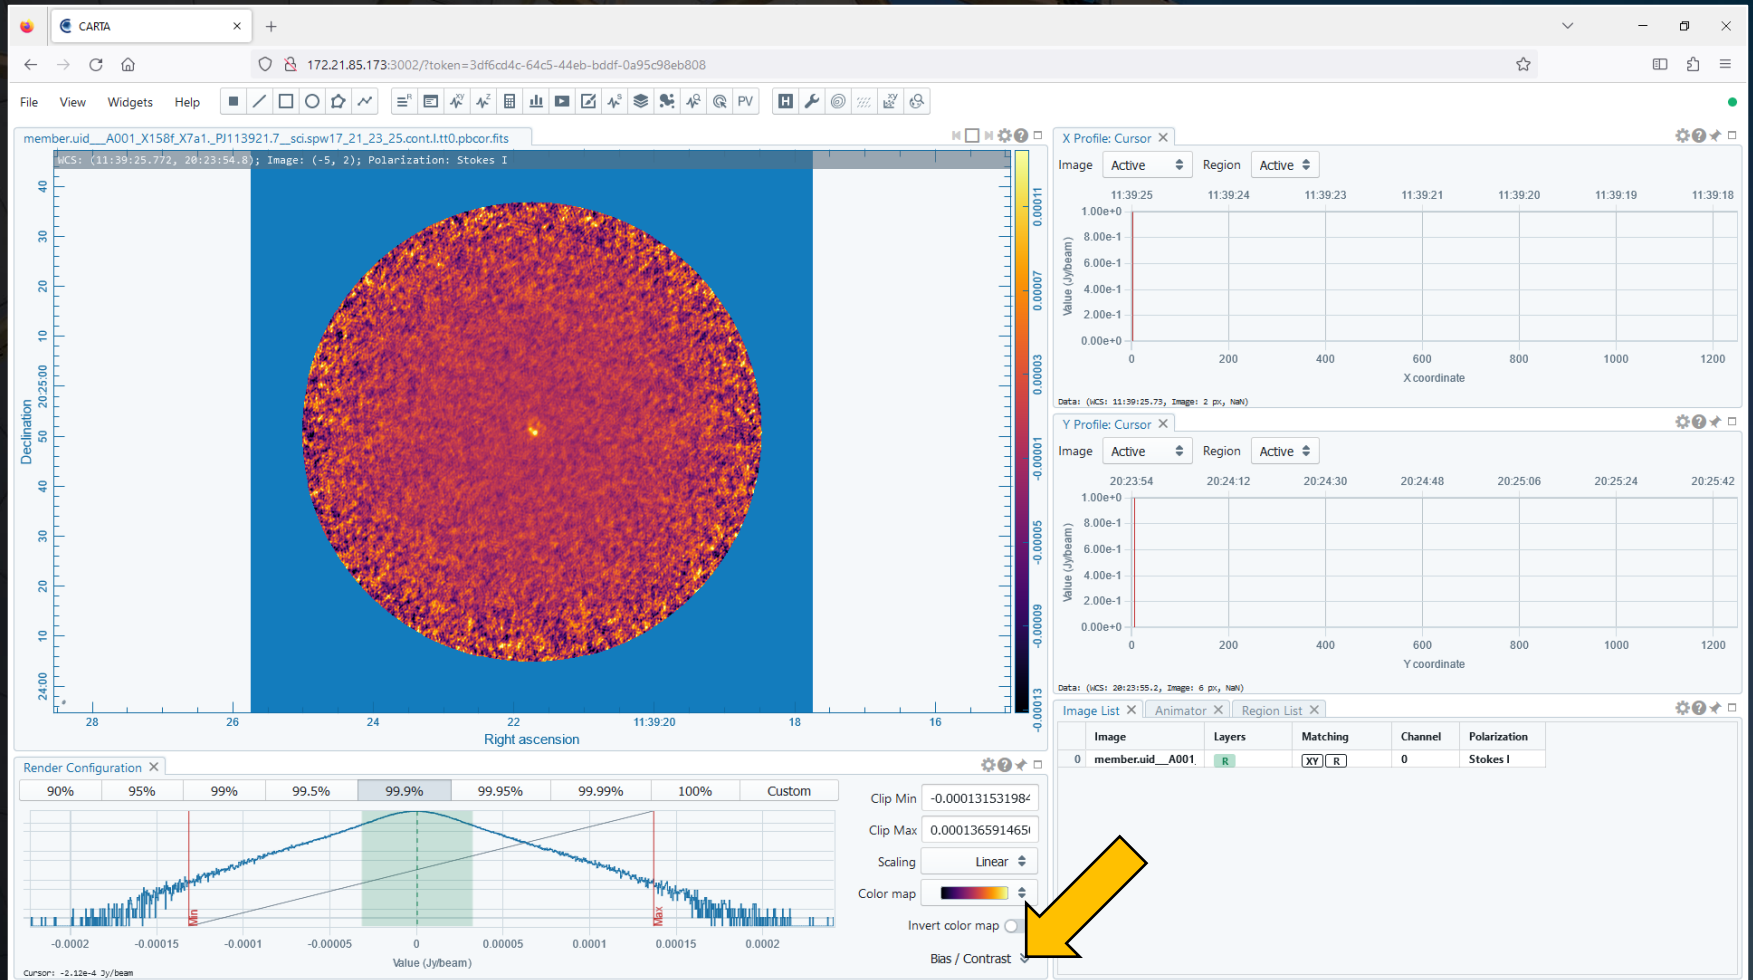 CARTA
172.21.85.173:3002/?token=3df6cd4c-64c5-44eb-bddf-0a95c98eb808
File View Widgets Help PV
member.uid___A001_X158f_X7a1._PJ113921.7__sci.spw17_21_23_25.cont.I.tt0.pbcor.fits
WCS: (11:39:25.772, 20:23:54.8); Image: (-5, 2); Polarization: Stokes I
40
30
20
10
20:25:00
50
40
30
20
10
24:00
Declination
28 26 24 22 11:39:20 18 16
Right ascension
0.00011
0.00007
0.00003
-0.00001
-0.00005
-0.00009
-0.00013
Render Configuration
90% 95% 99% 99.5% 99.9% 99.95% 99.99% 100% Custom
Min
Max
-0.0002 -0.00015 -0.0001 -0.00005 0 0.00005 0.0001 0.00015 0.0002
Value (Jy/beam)
Cursor: -2.12e-4 Jy/beam
Clip Min -0.000131531984
Clip Max 0.000136591465
Scaling Linear
Color map
Invert color map
Bias / Contrast
X Profile: Cursor
Image Active Region Active
11:39:25 11:39:24 11:39:23 11:39:21 11:39:20 11:39:19 11:39:18
1.00e+0
8.00e-1
6.00e-1
4.00e-1
2.00e-1
0.00e+0
Value (Jy/beam)
0 200 400 600 800 1000 1200
X coordinate
Data: (WCS: 11:39:25.73, Image: 2 px, NaN)
Y Profile: Cursor
Image Active Region Active
20:23:54 20:24:12 20:24:30 20:24:48 20:25:06 20:25:24 20:25:42
1.00e+0
8.00e-1
6.00e-1
4.00e-1
2.00e-1
0.00e+0
Value (Jy/beam)
0 200 400 600 800 1000 1200
Y coordinate
Data: (WCS: 20:23:55.2, Image: 6 px, NaN)
Image List Animator Region List
Image Layers Matching Channel Polarization
0 member.uid___A001_ R XY R 0 Stokes I